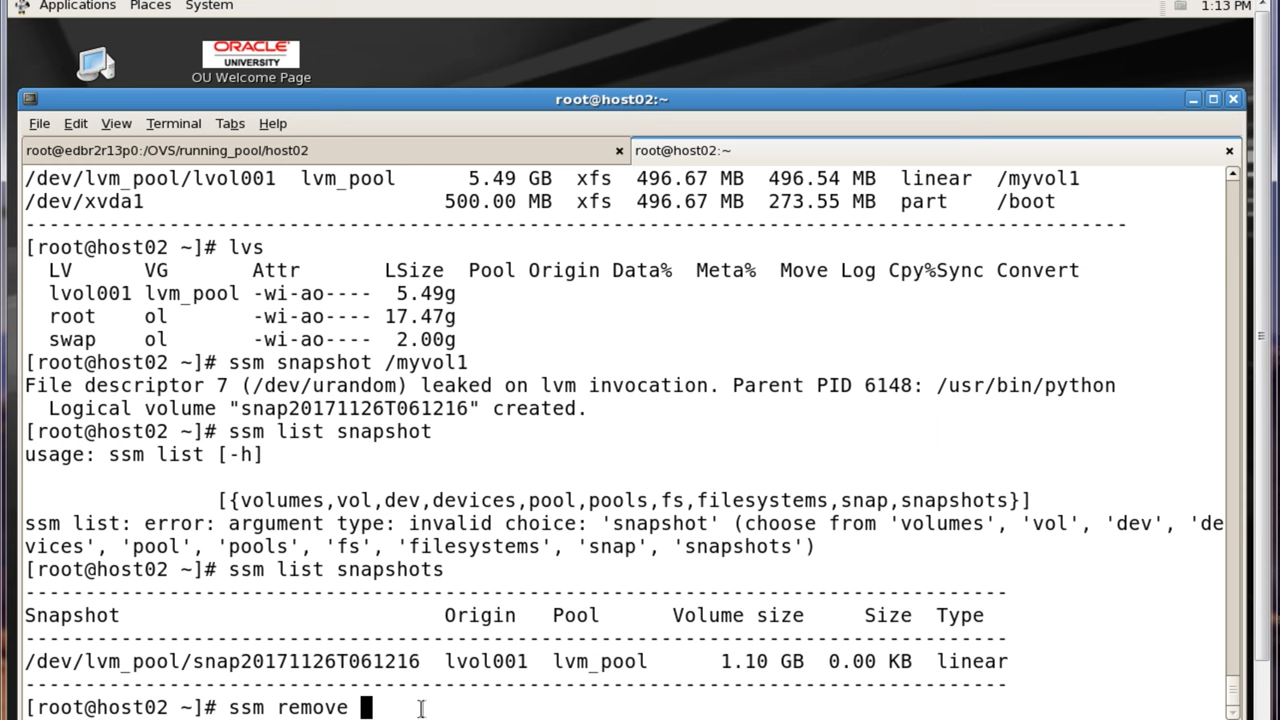 Applications Places System 1:13 PM
ORACLE
UNIVERSITY
OU Welcome Page
root@host02:~
File Edit View Terminal Tabs Help
root@edbr2r13p0:/OVS/running_pool/host02 × root@host02:~ ×
/dev/lvm_pool/lvol001 lvm_pool 5.49 GB xfs 496.67 MB 496.54 MB linear /myvol1
/dev/xvda1 500.00 MB xfs 496.67 MB 273.55 MB part /boot
--------------------------------------------------------------------------------------------
[root@host02 ~]# lvs
LV VG Attr LSize Pool Origin Data% Meta% Move Log Cpy%Sync Convert
lvol001 lvm_pool -wi-ao---- 5.49g
root ol -wi-ao---- 17.47g
swap ol -wi-ao---- 2.00g
[root@host02 ~]# ssm snapshot /myvol1
File descriptor 7 (/dev/urandom) leaked on lvm invocation. Parent PID 6148: /usr/bin/python
Logical volume "snap20171126T061216" created.
[root@host02 ~]# ssm list snapshot
usage: ssm list [-h]
[{volumes,vol,dev,devices,pool,pools,fs,filesystems,snap,snapshots}]
ssm list: error: argument type: invalid choice: 'snapshot' (choose from 'volumes', 'vol', 'dev', 'de
vices', 'pool', 'pools', 'fs', 'filesystems', 'snap', 'snapshots')
[root@host02 ~]# ssm list snapshots
----------------------------------------------------------------------------------
Snapshot Origin Pool Volume size Size Type
----------------------------------------------------------------------------------
/dev/lvm_pool/snap20171126T061216 lvol001 lvm_pool 1.10 GB 0.00 KB linear
----------------------------------------------------------------------------------
[root@host02 ~]# ssm remove